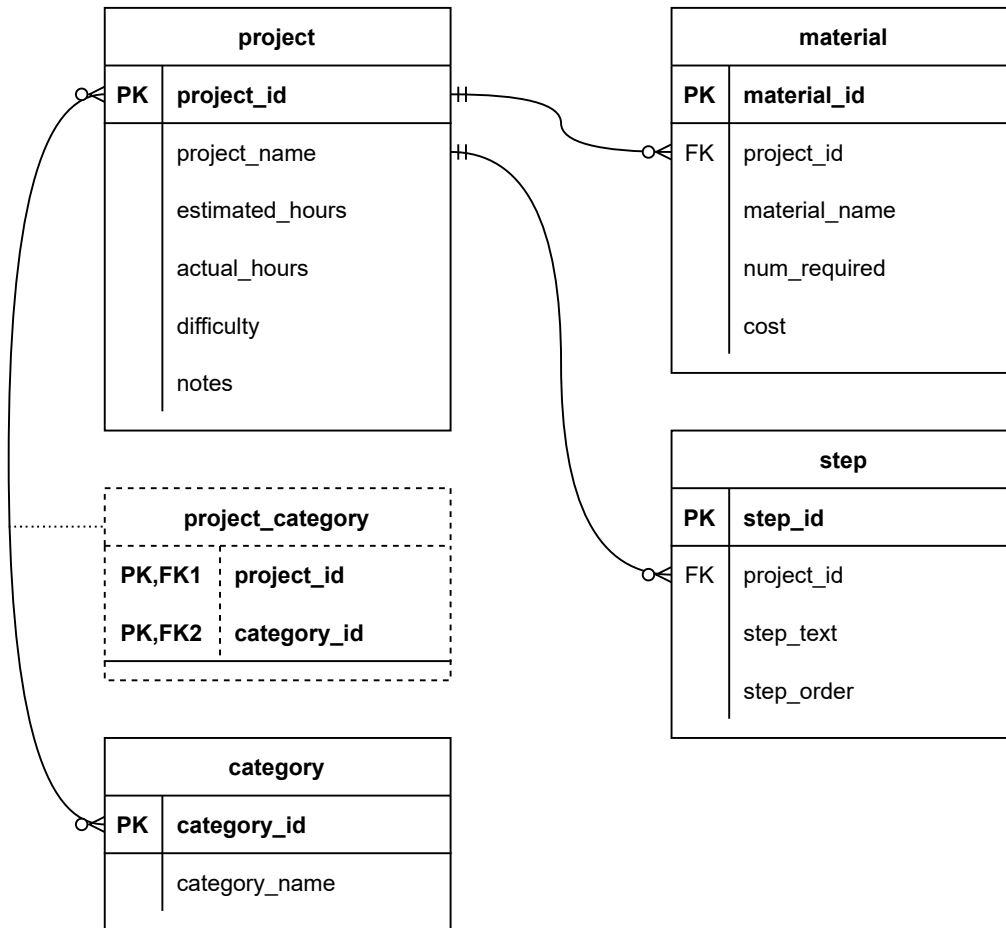 project
PK project_id
project_name
estimated_hours
actual_hours
difficulty
notes
material
PK material_id
FK project_id
material_name
num_required
cost
step
PK step_id
FK project_id
step_text
step_order
project_category
PK,FK1 project_id
PK,FK2 category_id
category
PK category_id
category_name